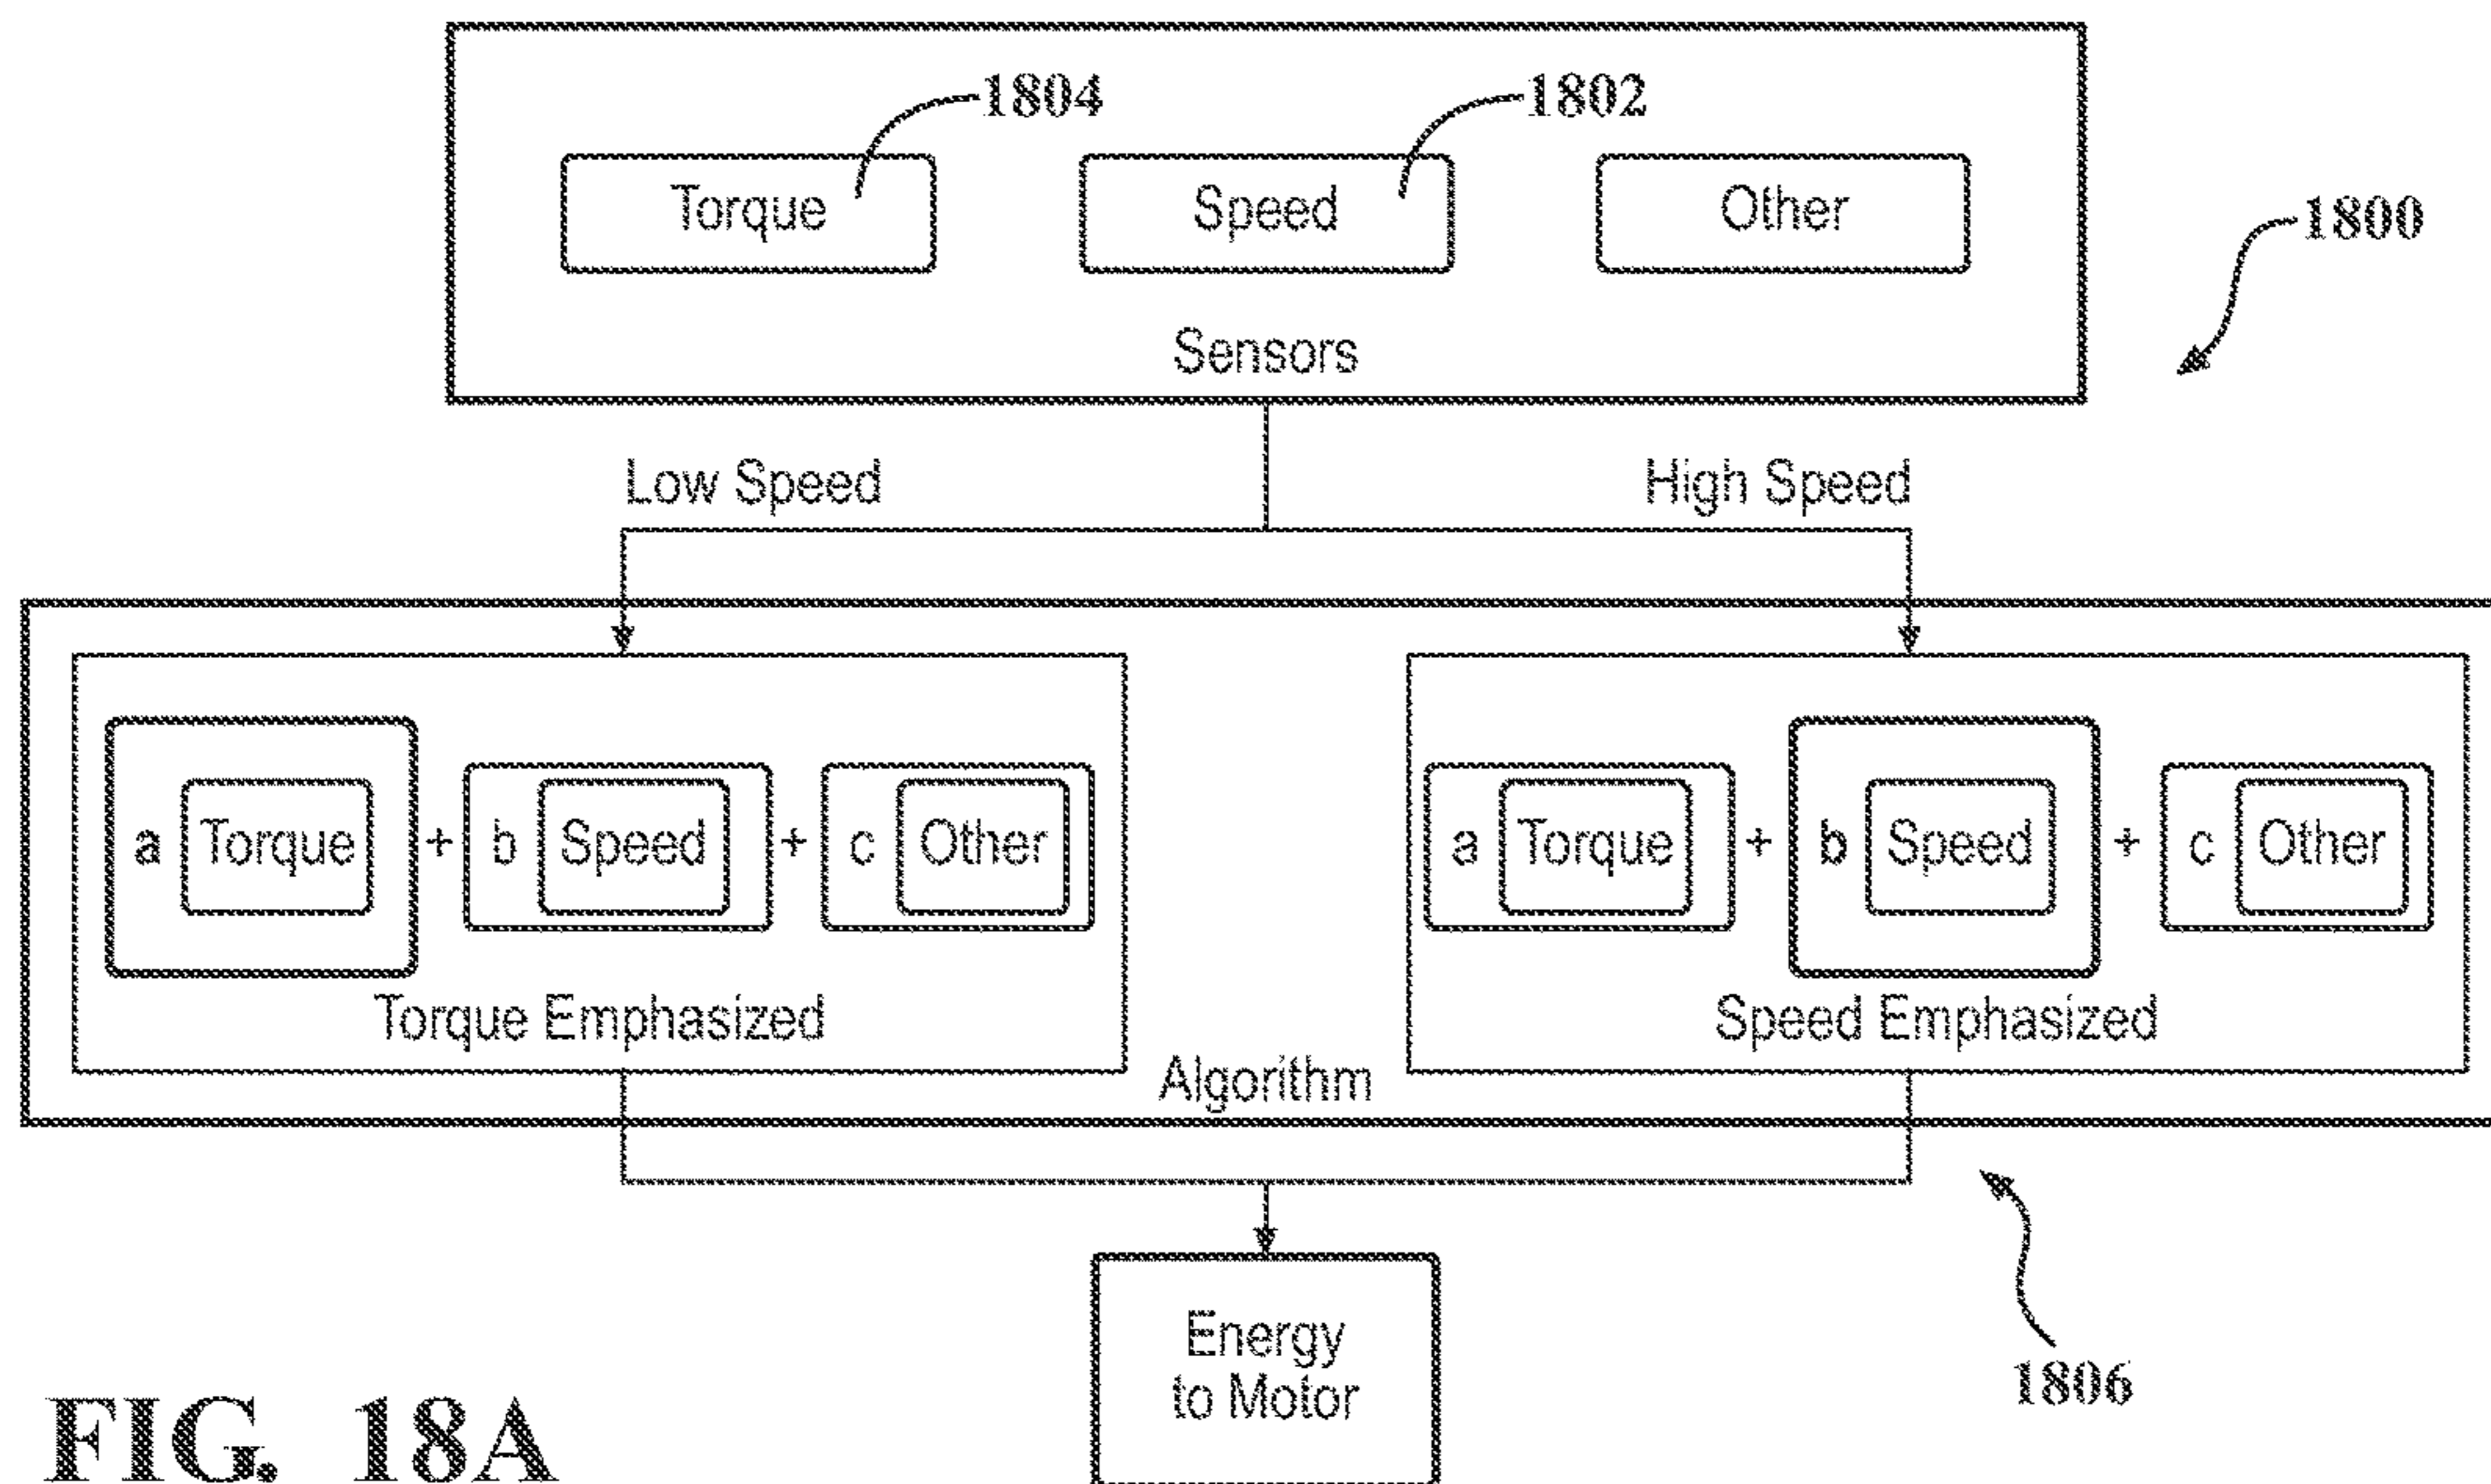 1804
1802
Torque
Speed
Other
1800
Sensors
Low Speed
High Speed
a Torque + b Speed + c Other
a Torque + b Speed + c Other
Torque Emphasized
Speed Emphasized
Algorithm
Energy
to Motor
1806
FIG. 18A